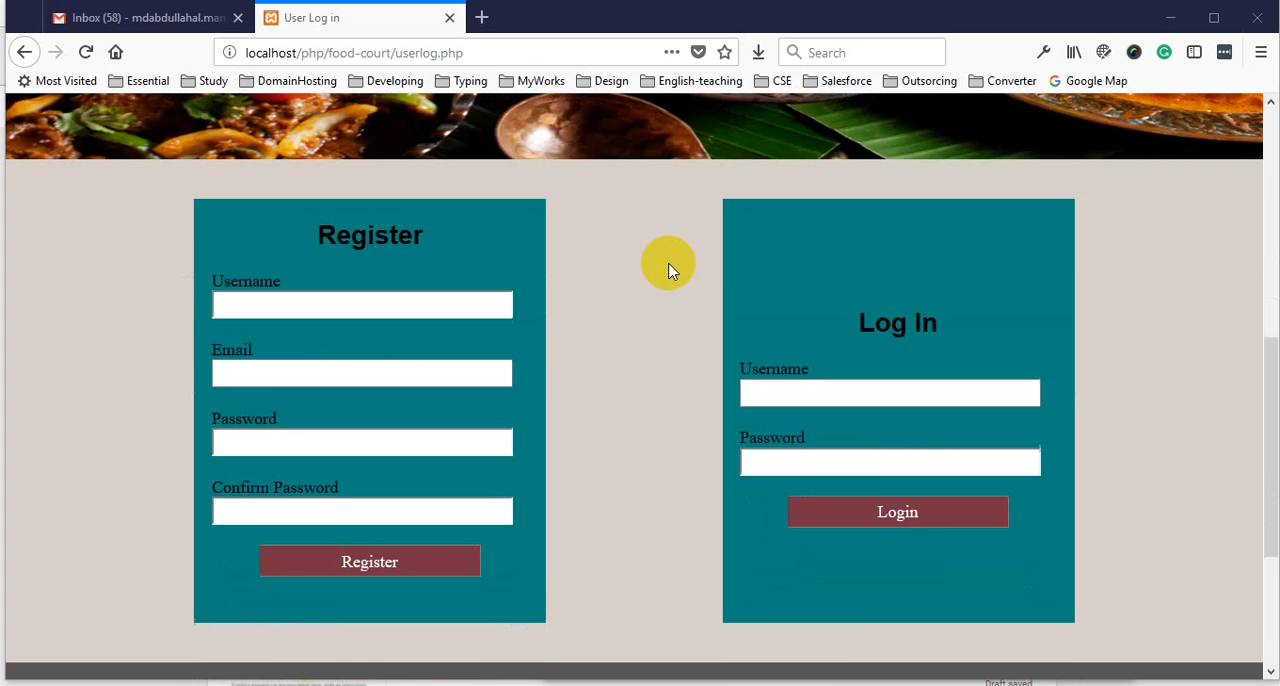 Inbox (58) - mdabdullahal.man
User Log in
localhost/php/food-court/userlog.php
Search
Most Visited Essential Study DomainHosting Developing Typing MyWorks Design English-teaching CSE Salesforce Outsorcing Converter Google Map
Register
Username
Email
Password
Confirm Password
Register
Log In
Username
Password
Login
Draft saved